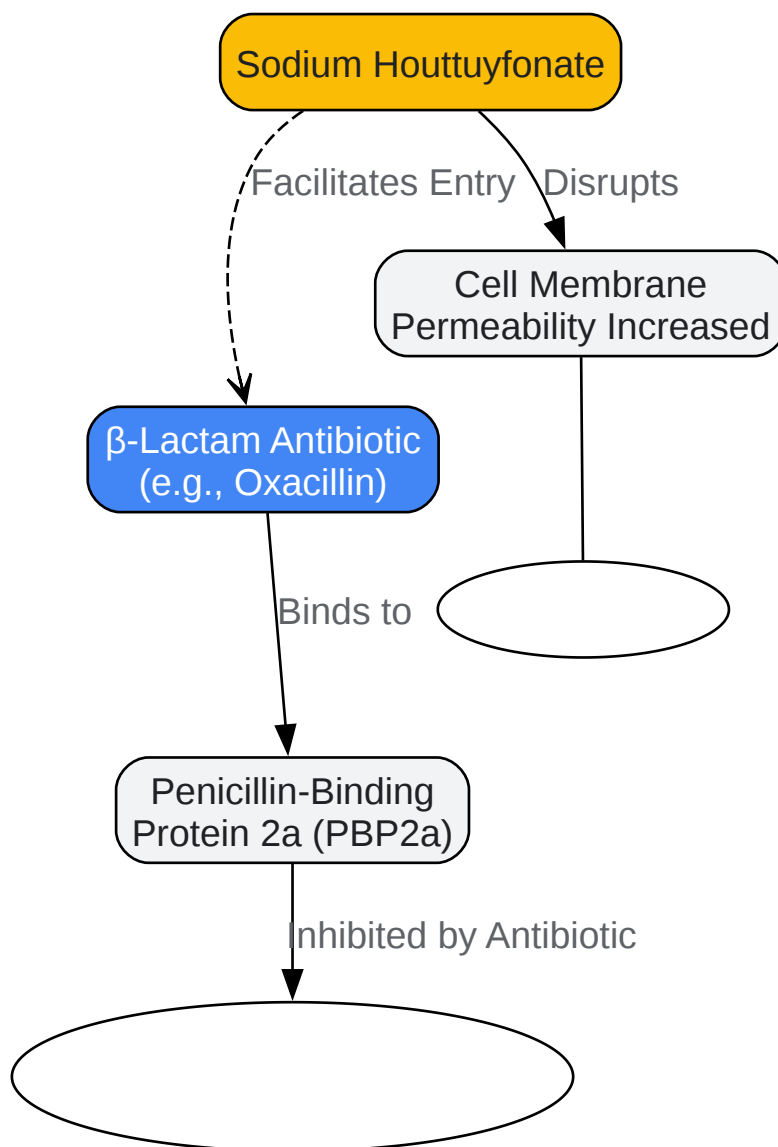 Sodium Houttuyfonate
Facilitates Entry
Disrupts
Cell Membrane
Permeability Increased
β-Lactam Antibiotic
(e.g., Oxacillin)
Binds to
Penicillin-Binding
Protein 2a (PBP2a)
Inhibited by Antibiotic